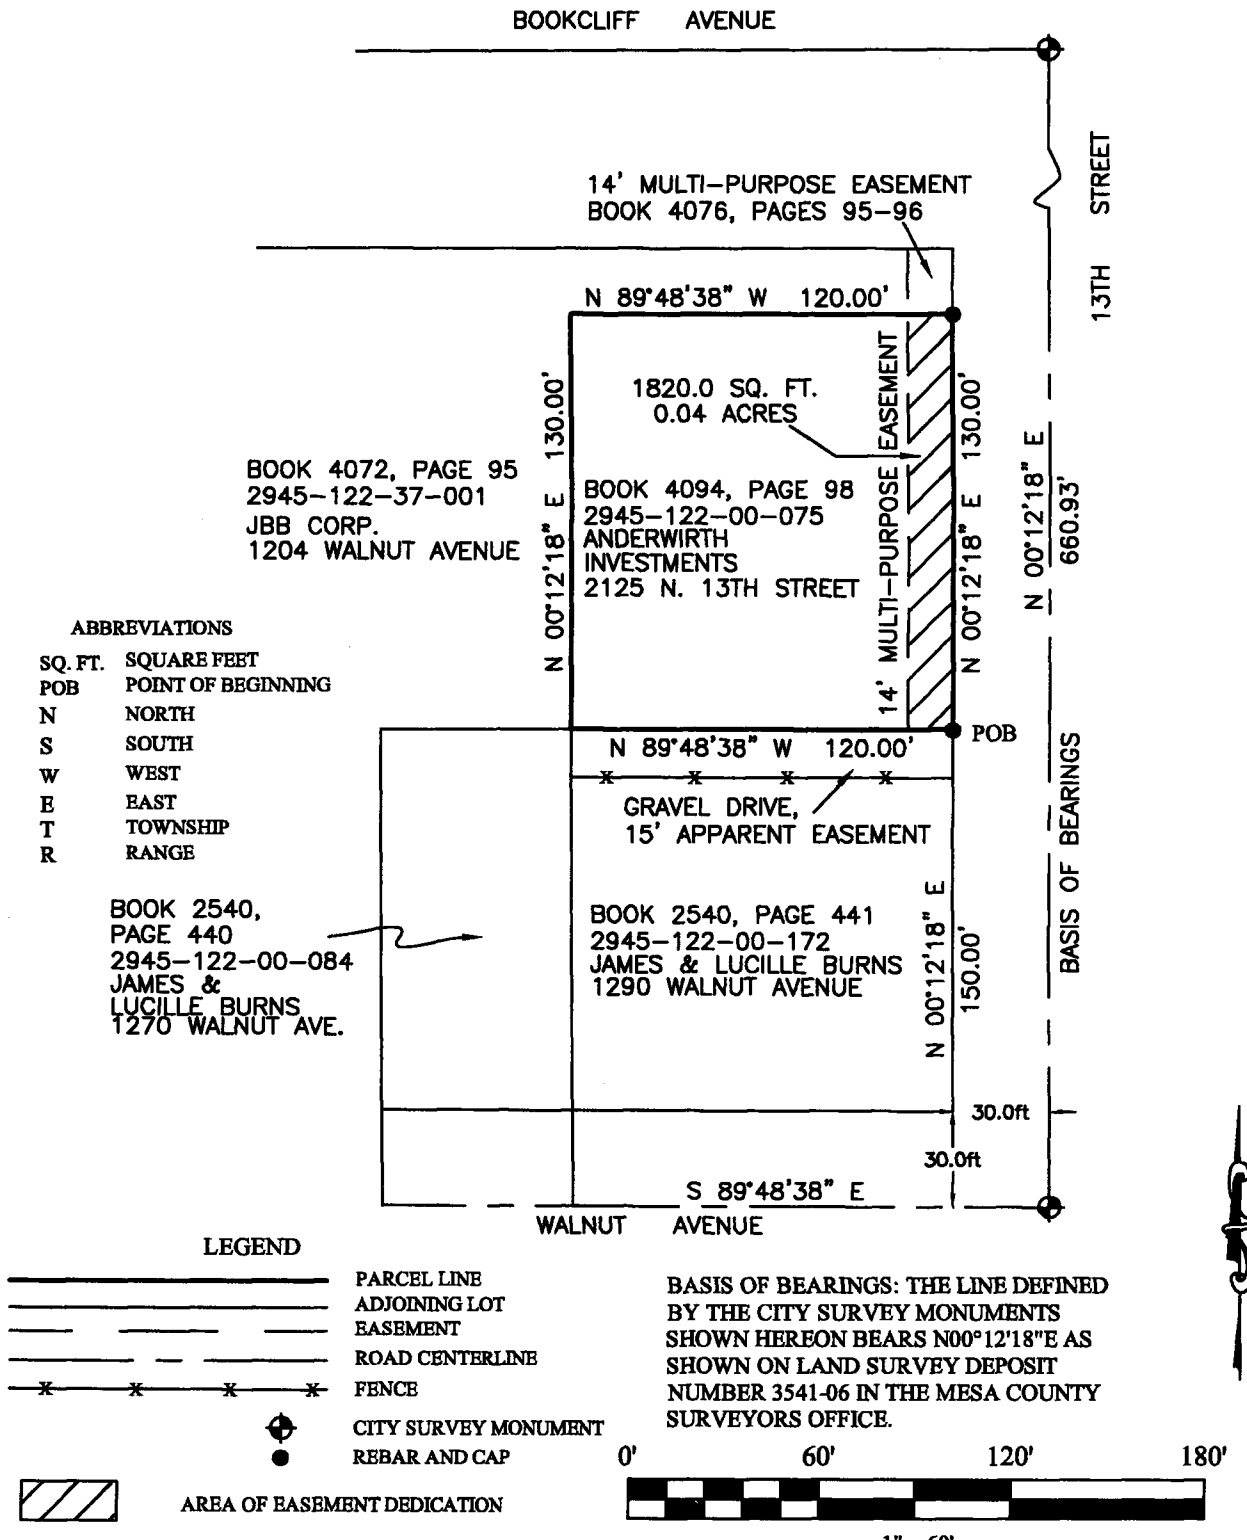 BOOKCLIFF AVENUE
13TH STREET
14' MULTI-PURPOSE EASEMENT
BOOK 4076, PAGES 95-96
N 89°48'38" W 120.00'
1820.0 SQ. FT.
0.04 ACRES
N 00°12'18" E 130.00'
14' MULTI-PURPOSE EASEMENT
N 00°12'18" E 130.00'
N 00°12'18" E
660.93'
BOOK 4072, PAGE 95
2945-122-37-001
JBB CORP.
1204 WALNUT AVENUE
BOOK 4094, PAGE 98
2945-122-00-075
ANDERWIRTH
INVESTMENTS
2125 N. 13TH STREET
ABBREVIATIONS
SQ. FT. SQUARE FEET
POB POINT OF BEGINNING
N NORTH
S SOUTH
W WEST
E EAST
T TOWNSHIP
R RANGE
POB
N 89°48'38" W 120.00'
x x x x
GRAVEL DRIVE,
15' APPARENT EASEMENT
BASIS OF BEARINGS
BOOK 2540,
PAGE 440
2945-122-00-084
JAMES &
LUCILLE BURNS
1270 WALNUT AVE.
BOOK 2540, PAGE 441
2945-122-00-172
JAMES & LUCILLE BURNS
1290 WALNUT AVENUE
N 00°12'18" E
150.00'
30.0ft
30.0ft
S 89°48'38" E
WALNUT AVENUE
LEGEND
PARCEL LINE
ADJOINING LOT
EASEMENT
ROAD CENTERLINE
x x x x FENCE
CITY SURVEY MONUMENT
REBAR AND CAP
AREA OF EASEMENT DEDICATION
BASIS OF BEARINGS: THE LINE DEFINED
BY THE CITY SURVEY MONUMENTS
SHOWN HEREON BEARS N00°12'18"E AS
SHOWN ON LAND SURVEY DEPOSIT
NUMBER 3541-06 IN THE MESA COUNTY
SURVEYORS OFFICE.
0' 60' 120' 180'